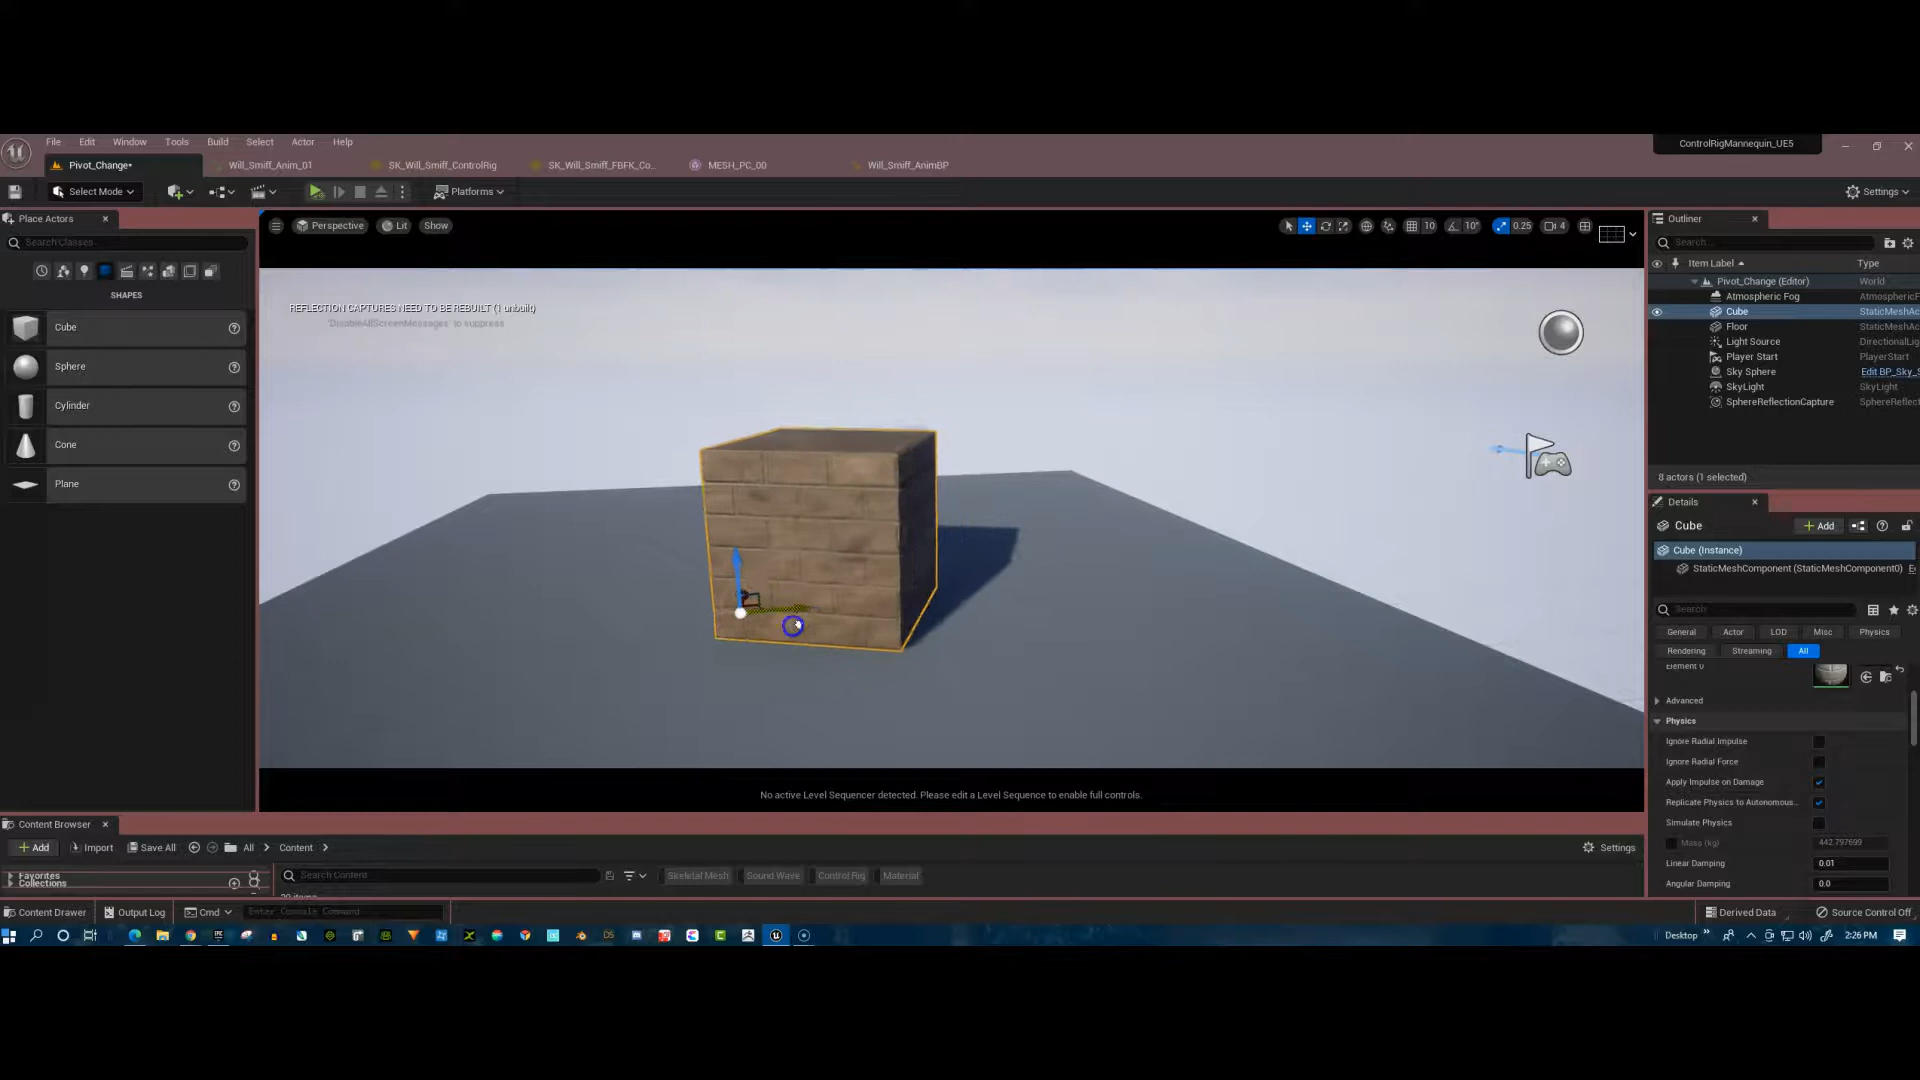 File Edit Window Tools Build Select Actor Help
ControlRigMannequin_UE5
Pivot_Change*
Will_Smiff_Anim_01
SK_Will_Smiff_ControlRig
SK_Will_Smiff_FBFK_Co...
MESH_PC_00
Will_Smiff_AnimBP
Select Mode
Platforms
Settings
Place Actors
Search Classes
SHAPES
Cube
Sphere
Cylinder
Cone
Plane
Perspective
Lit
Show
10
10°
0.25
4
REFLECTION CAPTURES NEED TO BE REBUILT (1 unbuilt)
'DisableAllScreenMessages' to suppress
No active Level Sequencer detected. Please edit a Level Sequence to enable full controls.
Outliner
Search...
Item Label
Type
Pivot_Change (Editor) World
Atmospheric Fog AtmosphericF
Cube StaticMeshAc
Floor StaticMeshAc
Light Source DirectionalLig
Player Start PlayerStart
Sky Sphere Edit BP_Sky_S
SkyLight SkyLight
SphereReflectionCapture SphereReflect
8 actors (1 selected)
Details
Cube
Add
Cube (Instance)
StaticMeshComponent (StaticMeshComponent0)
Search
General Actor LOD Misc Physics
Rendering Streaming All
Element 0
Advanced
Physics
Ignore Radial Impulse
Ignore Radial Force
Apply Impulse on Damage
Replicate Physics to Autonomous...
Simulate Physics
Mass (kg) 442.797699
Linear Damping 0.01
Angular Damping 0.0
Content Browser
Add Import Save All All Content
Settings
Favorites
Collections
Search Content
Skeletal Mesh Sound Wave Control Rig Material
Content Drawer Output Log Cmd Enter Console Command
Derived Data Source Control Off
Desktop
2:26 PM